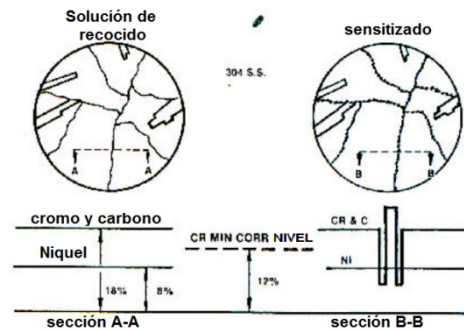 Solución de
recocido
sensitizado
304 S.S.
A
A
B
B
cromo y carbono
Niquel
18%
8%
CR MIN CORR NIVEL
12%
CR & C
NI
sección A-A
sección B-B